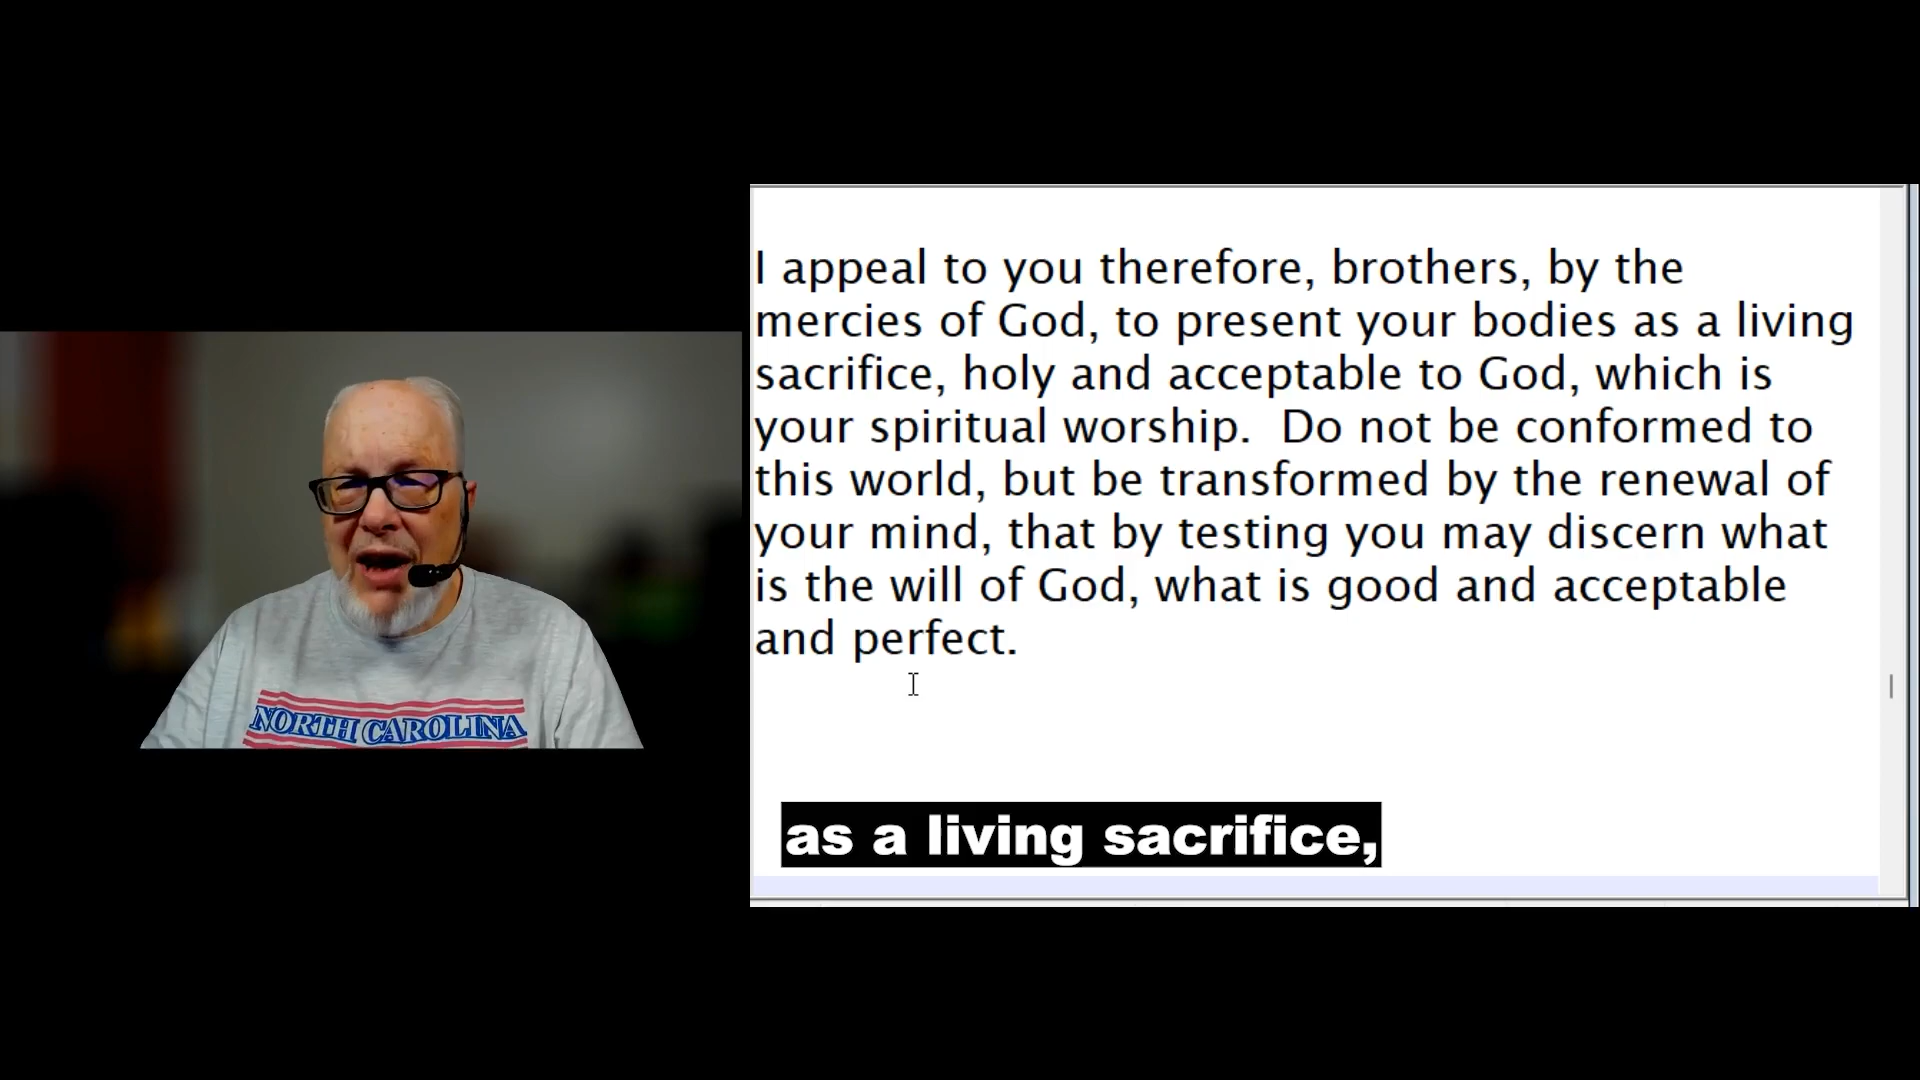 I appeal to you therefore, brothers, by the
mercies of God, to present your bodies as a living
sacrifice, holy and acceptable to God, which is
your spiritual worship.  Do not be conformed to
this world, but be transformed by the renewal of
your mind, that by testing you may discern what
is the will of God, what is good and acceptable
and perfect.
NORTH CAROLINA
as a living sacrifice,